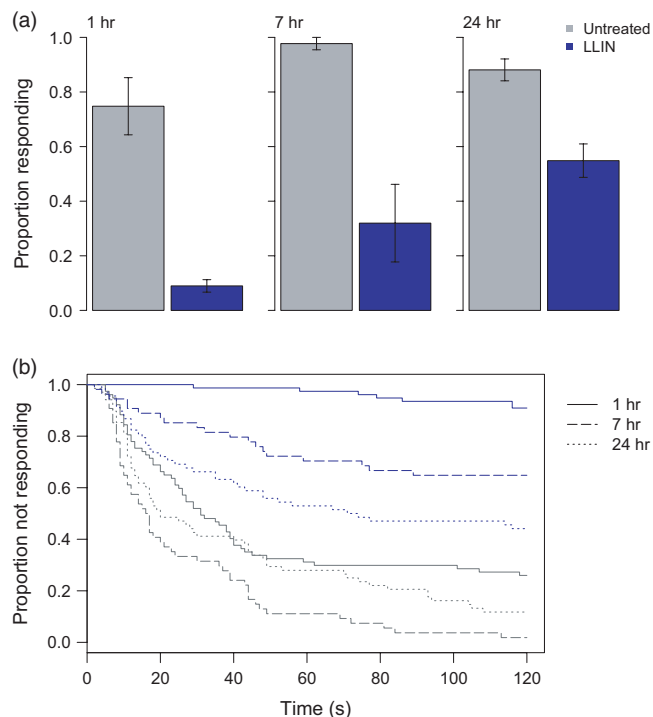 (a)
1 hr
7 hr
24 hr
Untreated
LLIN
Proportion responding
1.0
0.8
0.6
0.4
0.2
0.0
(b)
Proportion not responding
1.0
0.8
0.6
0.4
0.2
0.0
1 hr
7 hr
24 hr
0 20 40 60 80 100 120
Time (s)